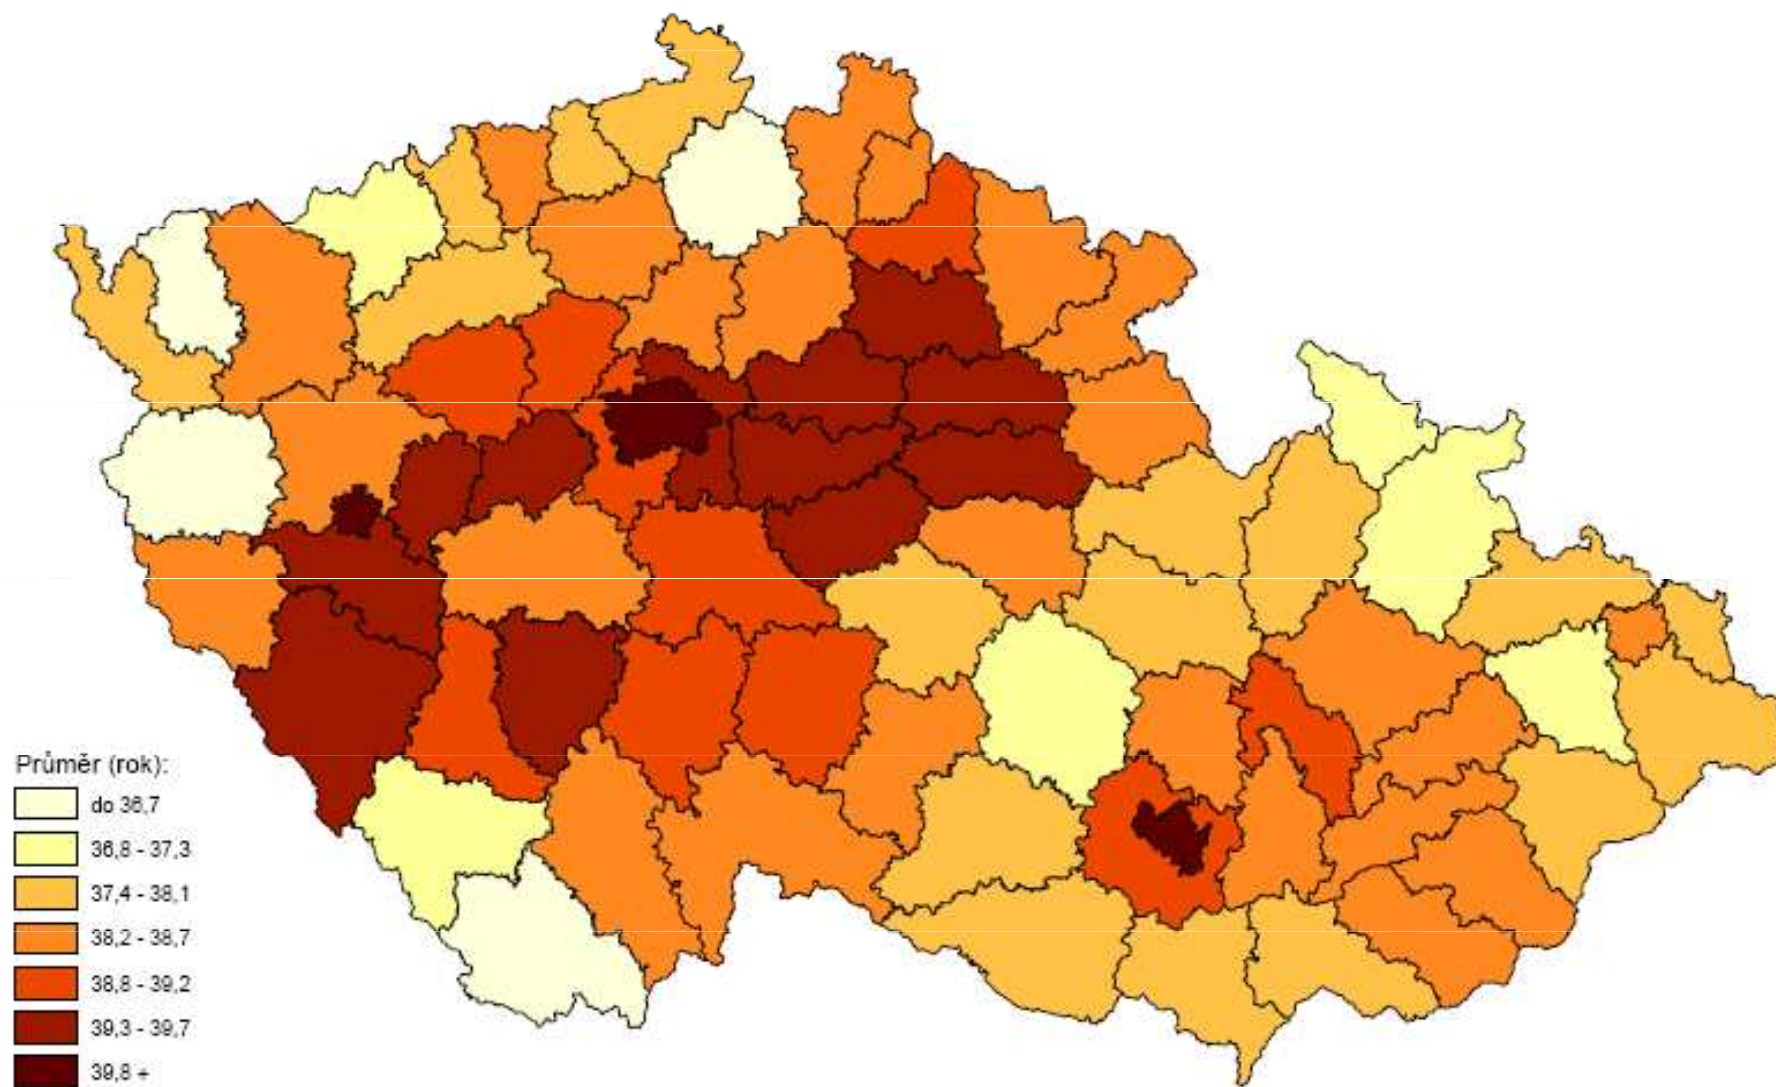 Průměr (rok):
do 36,7
36,8 - 37,3
37,4 - 38,1
38,2 - 38,7
38,8 - 39,2
39,3 - 39,7
39,8 +